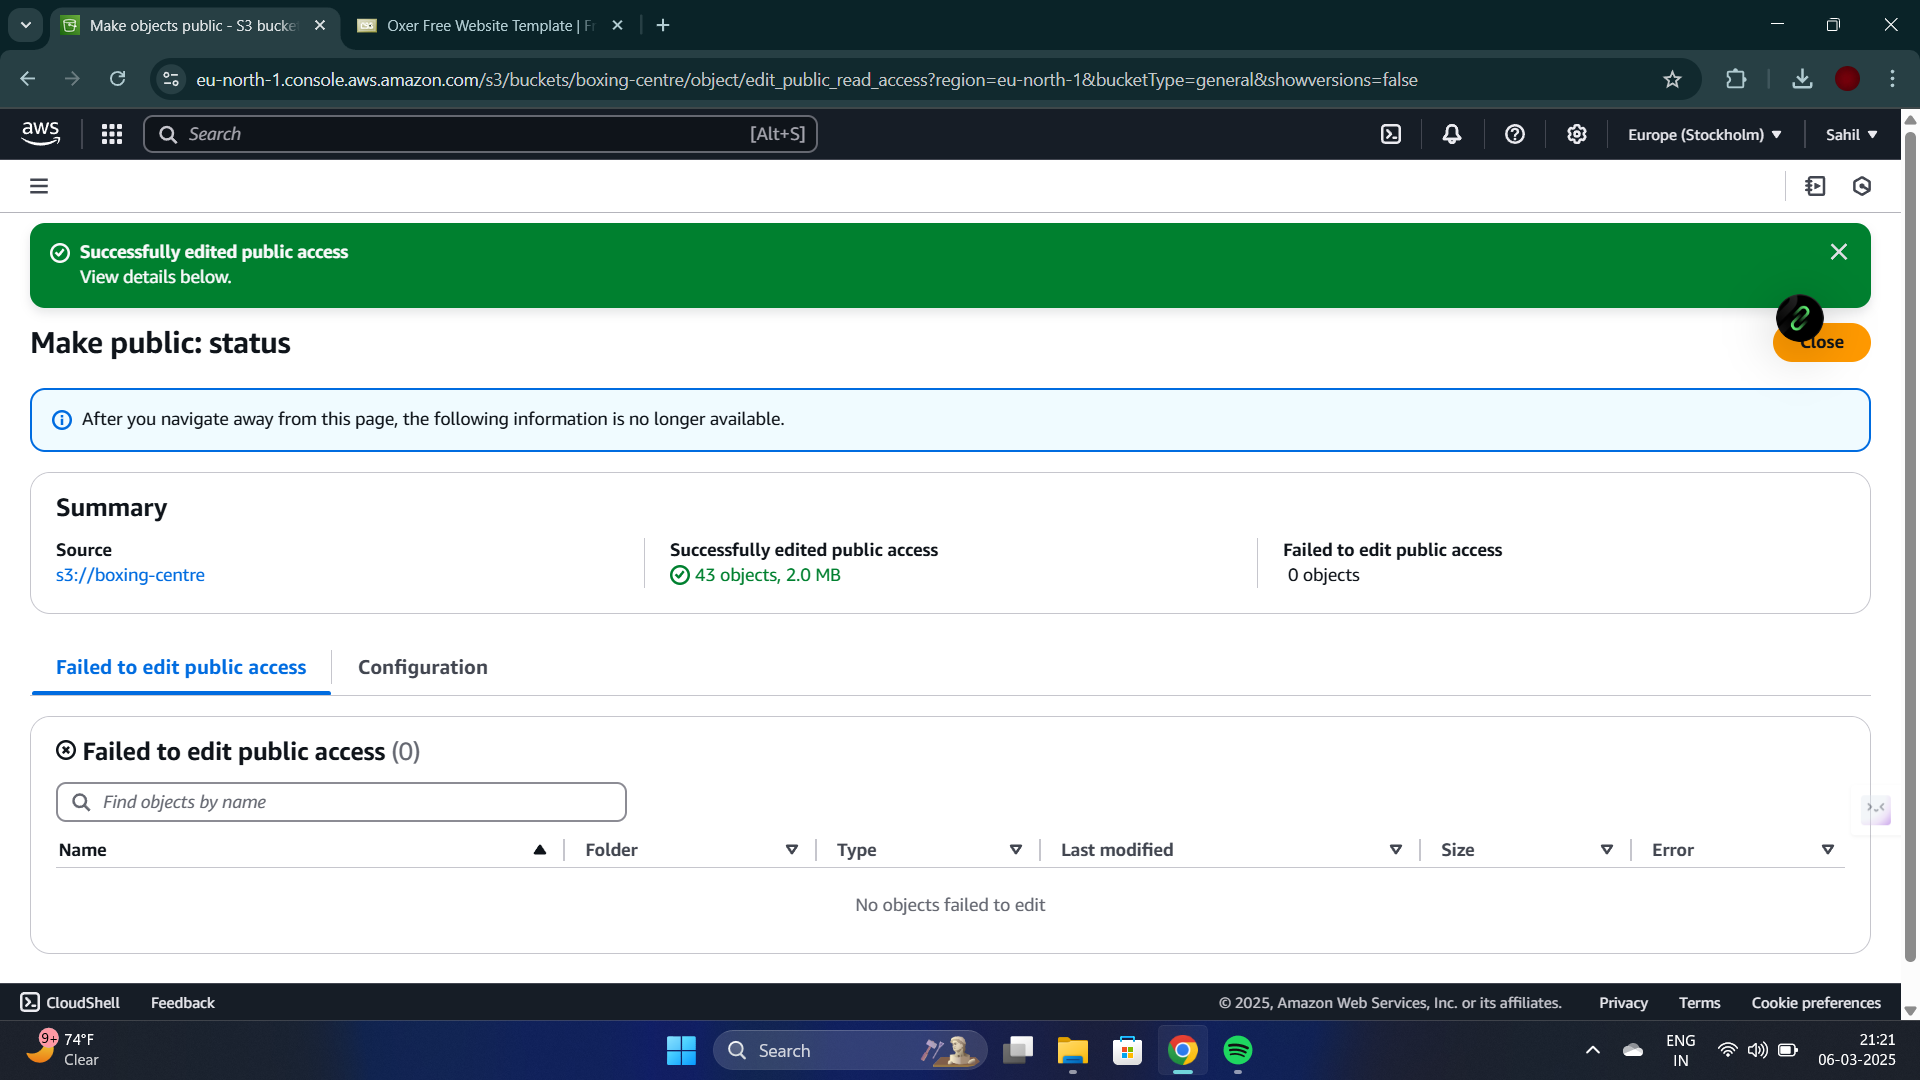 Make objects public - S3 bucke
Oxer Free Website Template | Fr
eu-north-1.console.aws.amazon.com/s3/buckets/boxing-centre/object/edit_public_read_access?region=eu-north-1&bucketType=general&showversions=false
aws
Search
[Alt+S]
Europe (Stockholm)
Sahil
Successfully edited public access
View details below.
Make public: status
Close
After you navigate away from this page, the following information is no longer available.
Summary
Source
s3://boxing-centre
Successfully edited public access
43 objects, 2.0 MB
Failed to edit public access
0 objects
Failed to edit public access
Configuration
Failed to edit public access (0)
Find objects by name
Name
Folder
Type
Last modified
Size
Error
No objects failed to edit
CloudShell
Feedback
© 2025, Amazon Web Services, Inc. or its affiliates.
Privacy
Terms
Cookie preferences
9+
74°F
Clear
Search
ENG
IN
21:21
06-03-2025